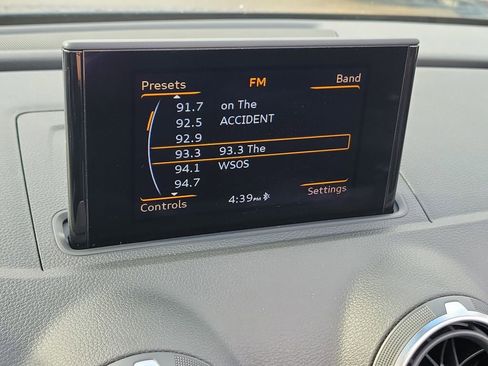 Presets FM Band
91.7 on The
92.5 ACCIDENT
92.9
93.3 93.3 The
94.1 WSOS
94.7
Controls 4:39PM Settings